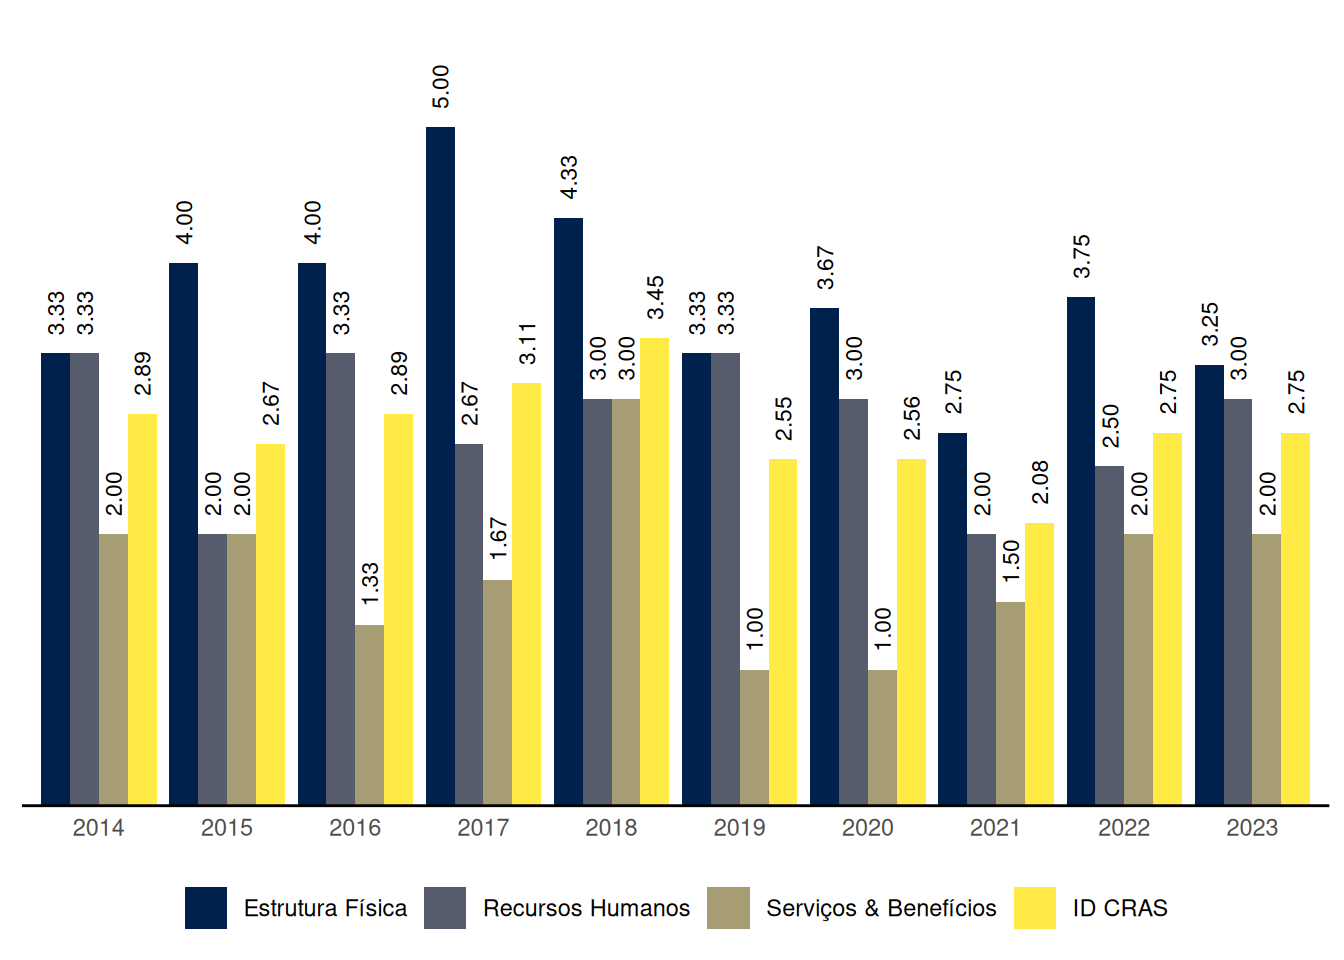 3.33 3.33 2.00 2.89
4.00 2.00 2.00 2.67
4.00 3.33 1.33 2.89
5.00 2.67 1.67 3.11
4.33 3.00 3.00 3.45
3.33 3.33 1.00 2.55
3.67 3.00 1.00 2.56
2.75 2.00 1.50 2.08
3.75 2.50 2.00 2.75
3.25 3.00 2.00 2.75
2014 2015 2016 2017 2018 2019 2020 2021 2022 2023
Estrutura Física Recursos Humanos Serviços & Benefícios ID CRAS